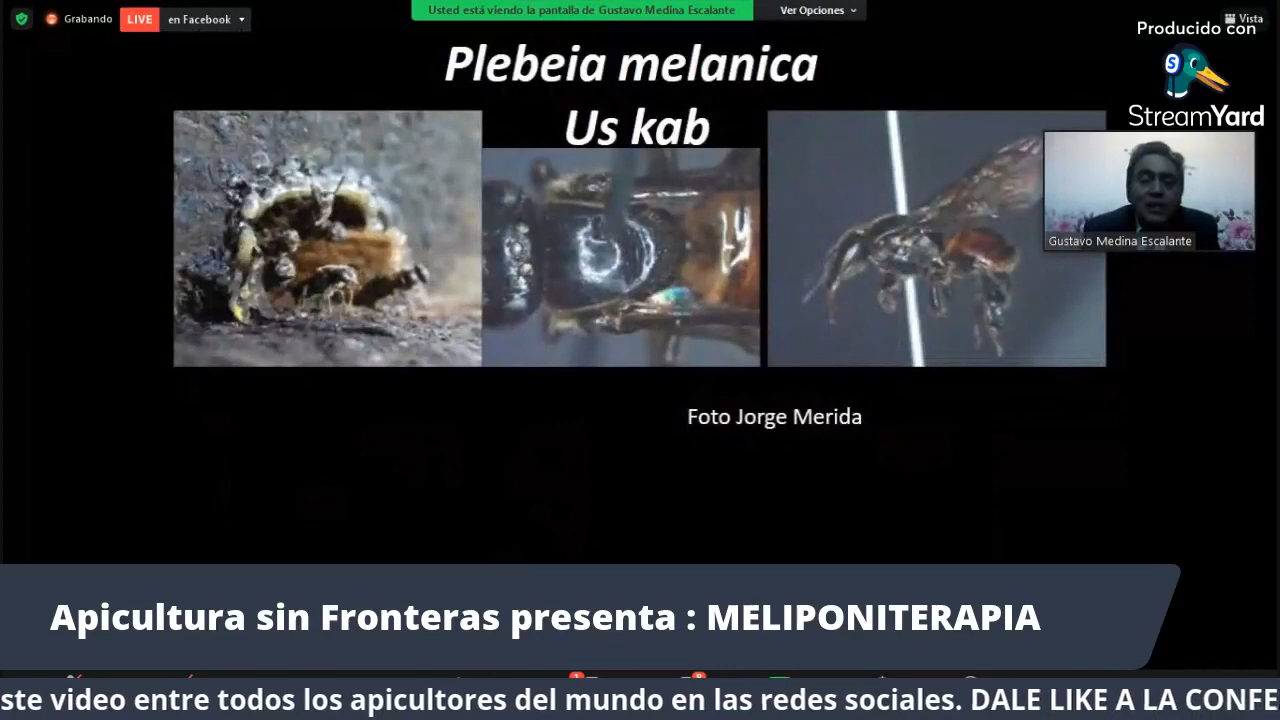 Grabando
LIVE en Facebook
Usted está viendo la pantalla de Gustavo Medina Escalante
Ver Opciones
Vista
Producido con
StreamYard
Plebeia melanica
Us kab
Gustavo Medina Escalante
Foto Jorge Merida
Apicultura sin Fronteras presenta : MELIPONITERAPIA
ste video entre todos los apicultores del mundo en las redes sociales. DALE LIKE A LA CONFE